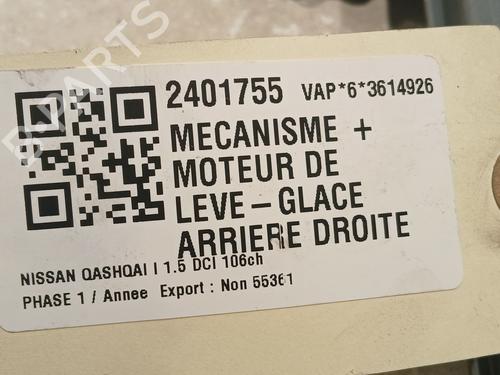 2401755 VAP*6*3614926
MECANISME +
MOTEUR DE
LEVE-GLACE
ARRIERE DROITE
NISSAN QASHQAI I 1.5 DCI 106ch
PHASE 1 / Annee Export : Non 55361
B-PARTS